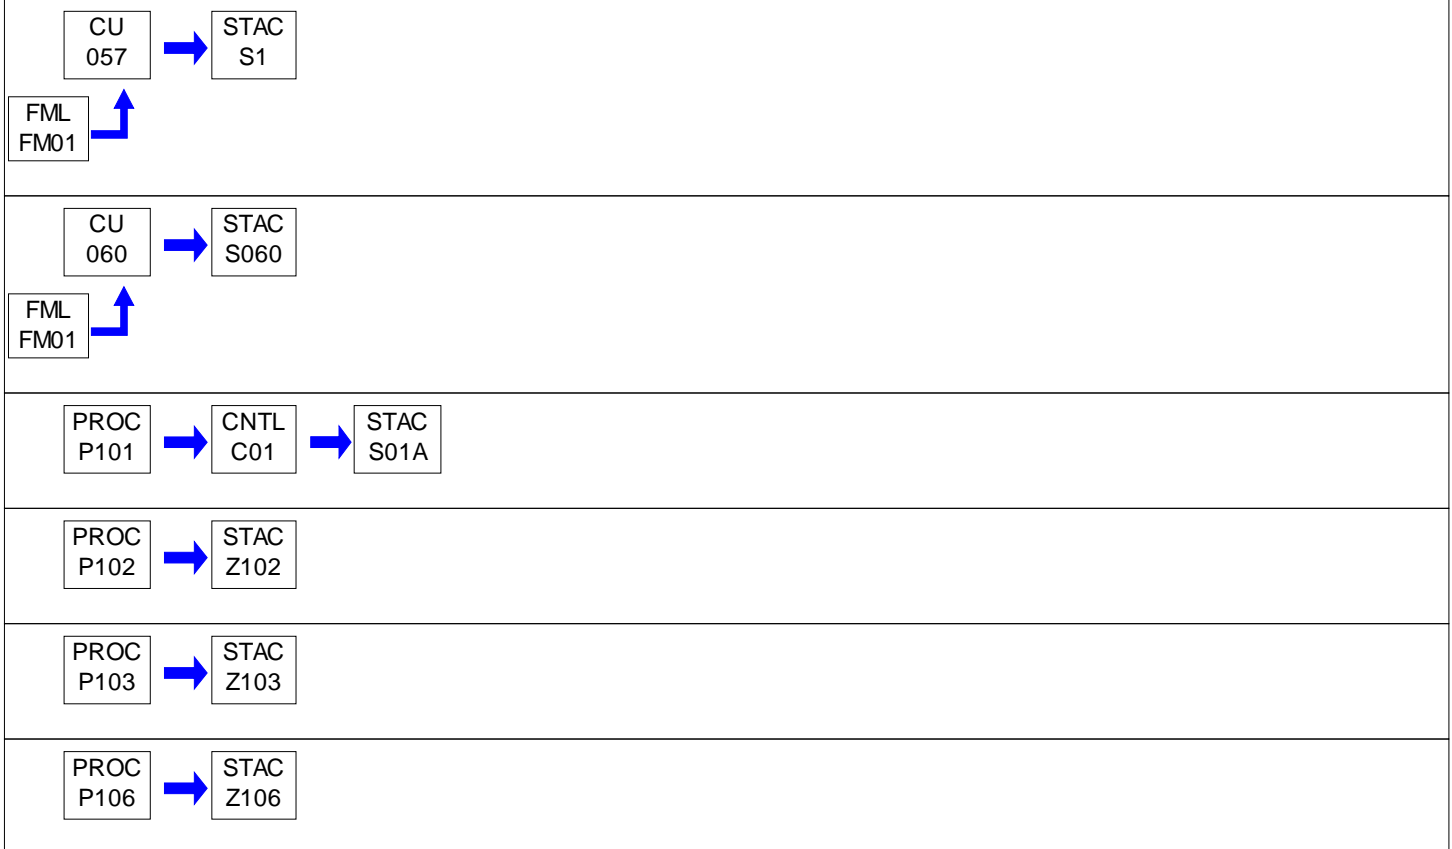 CU
057
STAC
S1
FML
FM01
CU
060
STAC
S060
FML
FM01
PROC
P101
CNTL
C01
STAC
S01A
PROC
P102
STAC
Z102
PROC
P103
STAC
Z103
PROC
P106
STAC
Z106